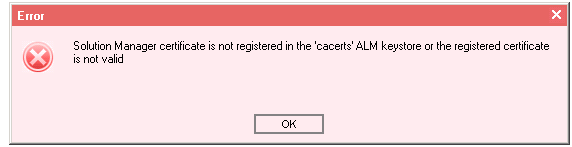 Error
Solution Manager certificate is not registered in the 'cacerts' ALM keystore or the registered certificate
is not valid
OK